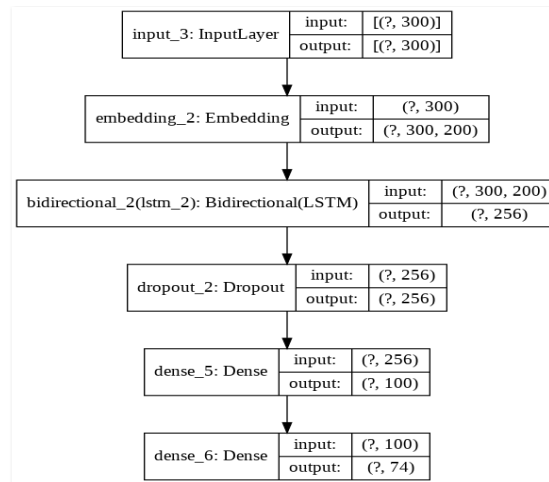 input_3: InputLayer
input: [(?, 300)]
output: [(?, 300)]
embedding_2: Embedding
input: (?, 300)
output: (?, 300, 200)
bidirectional_2(lstm_2): Bidirectional(LSTM)
input: (?, 300, 200)
output: (?, 256)
dropout_2: Dropout
input: (?, 256)
output: (?, 256)
dense_5: Dense
input: (?, 256)
output: (?, 100)
dense_6: Dense
input: (?, 100)
output: (?, 74)